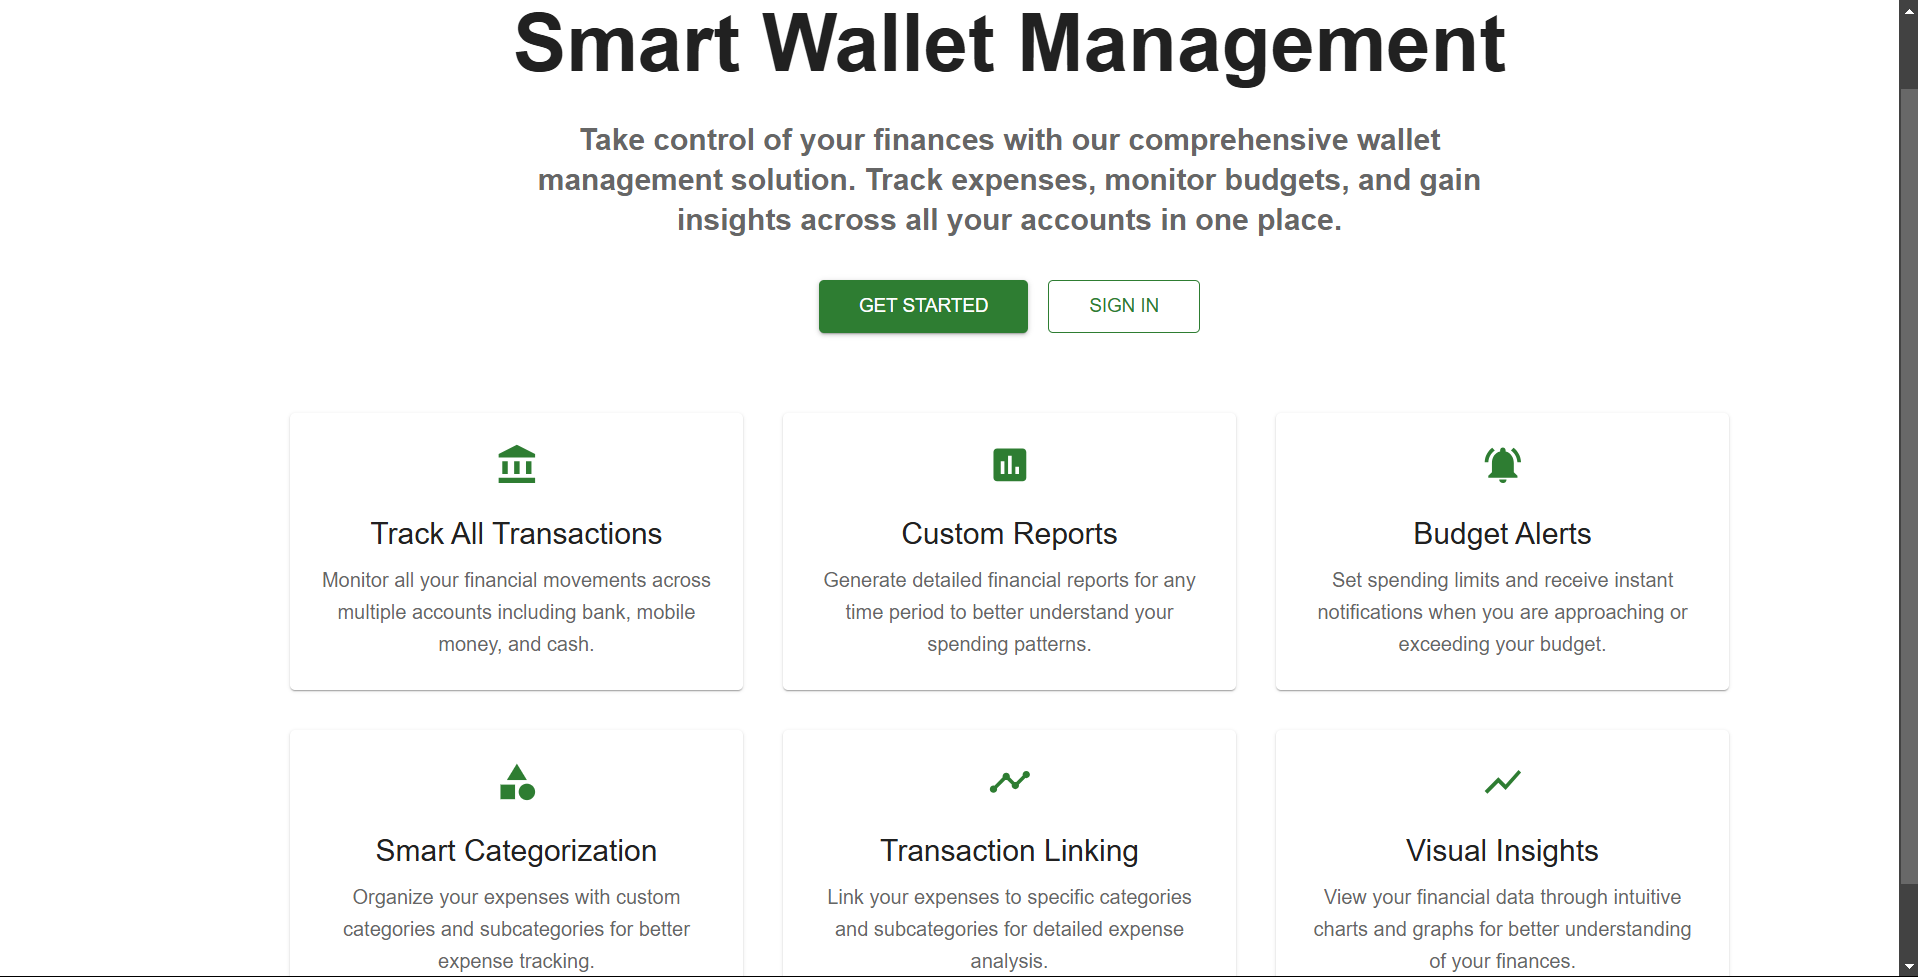 Smart Wallet Management
Take control of your finances with our comprehensive wallet
management solution. Track expenses, monitor budgets, and gain
insights across all your accounts in one place.
GET STARTED
SIGN IN
Track All Transactions
Monitor all your financial movements across
multiple accounts including bank, mobile
money, and cash.
Custom Reports
Generate detailed financial reports for any
time period to better understand your
spending patterns.
Budget Alerts
Set spending limits and receive instant
notifications when you are approaching or
exceeding your budget.
Smart Categorization
Organize your expenses with custom
categories and subcategories for better
expense tracking.
Transaction Linking
Link your expenses to specific categories
and subcategories for detailed expense
analysis.
Visual Insights
View your financial data through intuitive
charts and graphs for better understanding
of your finances.